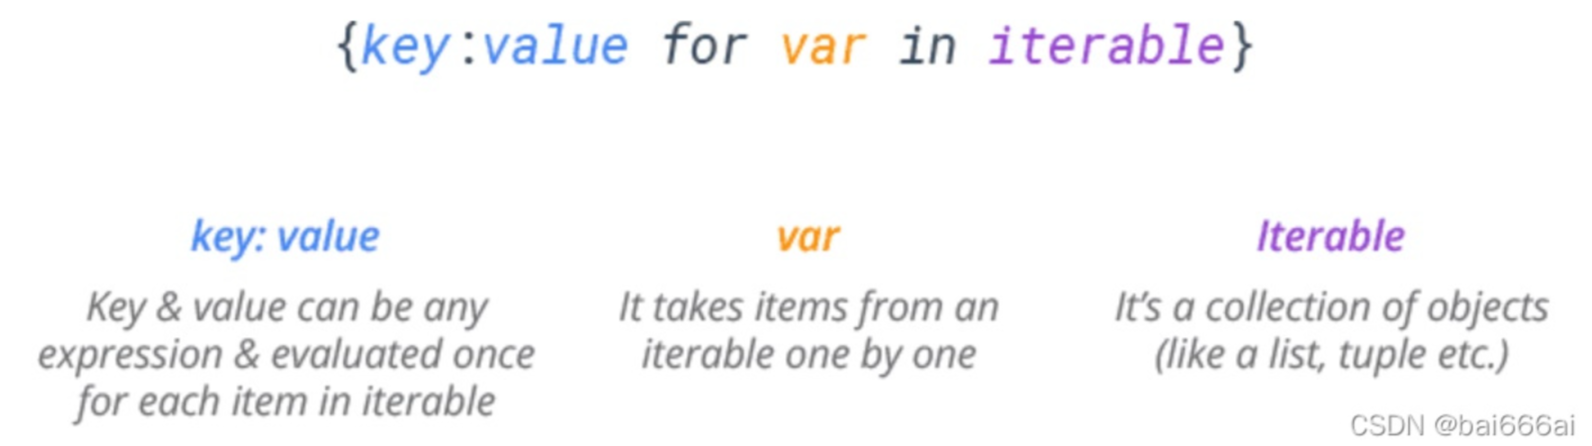 {key:value for var in iterable}
key: value
Key & value can be any
expression & evaluated once
for each item in iterable
var
It takes items from an
iterable one by one
Iterable
It’s a collection of objects
(like a list, tuple etc.)
CSDN @bai666ai